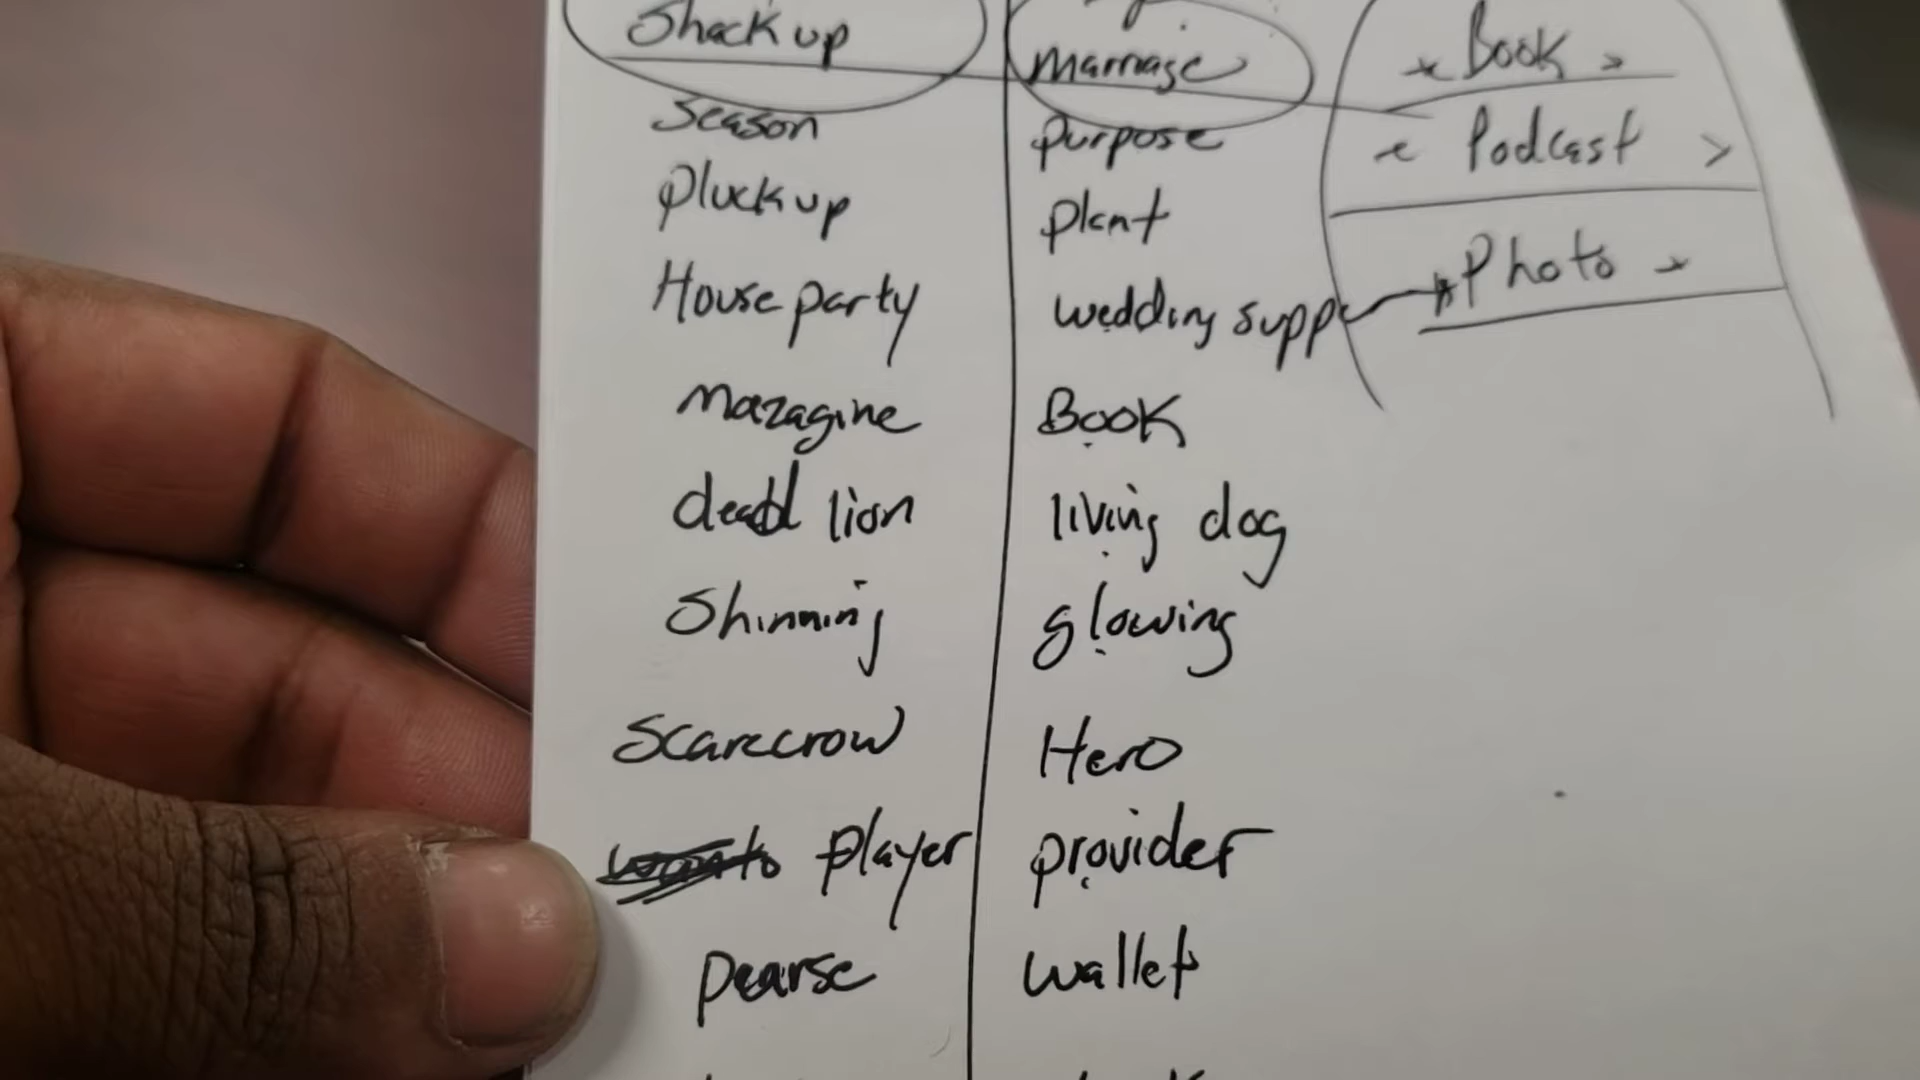 Shack up
marriage
Book
Season
purpose
Podcast
Pluck up
plant
Photo
House party
wedding supp
mazagine
Book
dead lion
living dog
Shinning
glowing
Scarecrow
Hero
player
provider
pearse
wallet